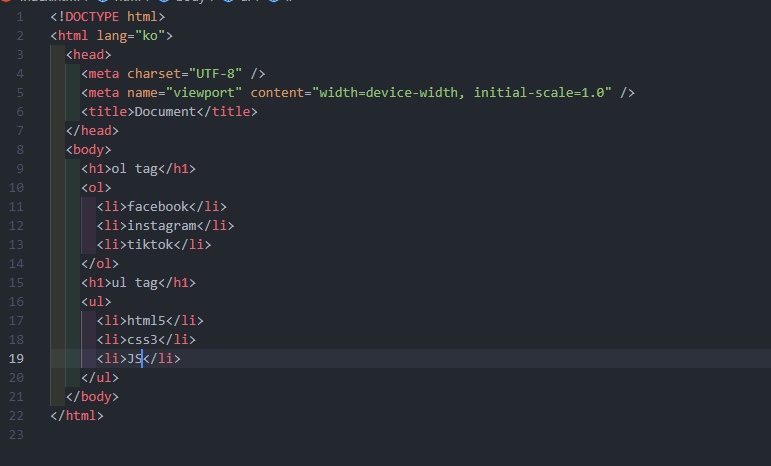 1 <!DOCTYPE html>
2 <html lang="ko">
3 <head>
4 <meta charset="UTF-8" />
5 <meta name="viewport" content="width=device-width, initial-scale=1.0" />
6 <title>Document</title>
7 </head>
8 <body>
9 <h1>ol tag</h1>
10 <ol>
11 <li>facebook</li>
12 <li>instagram</li>
13 <li>tiktok</li>
14 </ol>
15 <h1>ul tag</h1>
16 <ul>
17 <li>html5</li>
18 <li>css3</li>
19 <li>JS</li>
20 </ul>
21 </body>
22 </html>
23